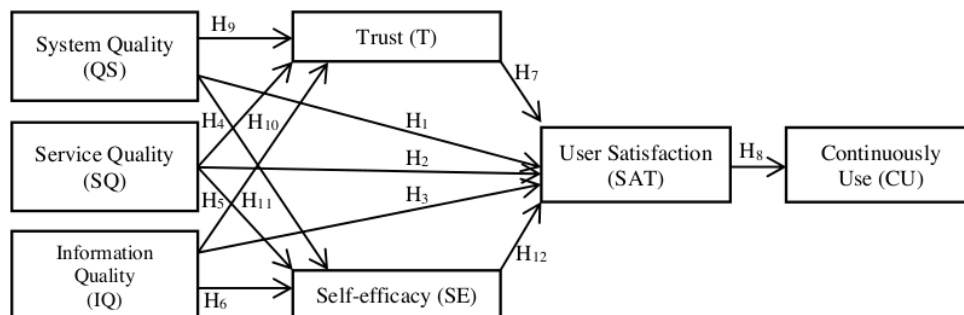 System Quality
(QS)
H9
Trust (T)
H7
H4
H10
H1
Service Quality
(SQ)
H2
User Satisfaction
(SAT)
H8
Continuously
Use (CU)
H5
H11
H3
Information
Quality
(IQ)
H6
Self-efficacy (SE)
H12